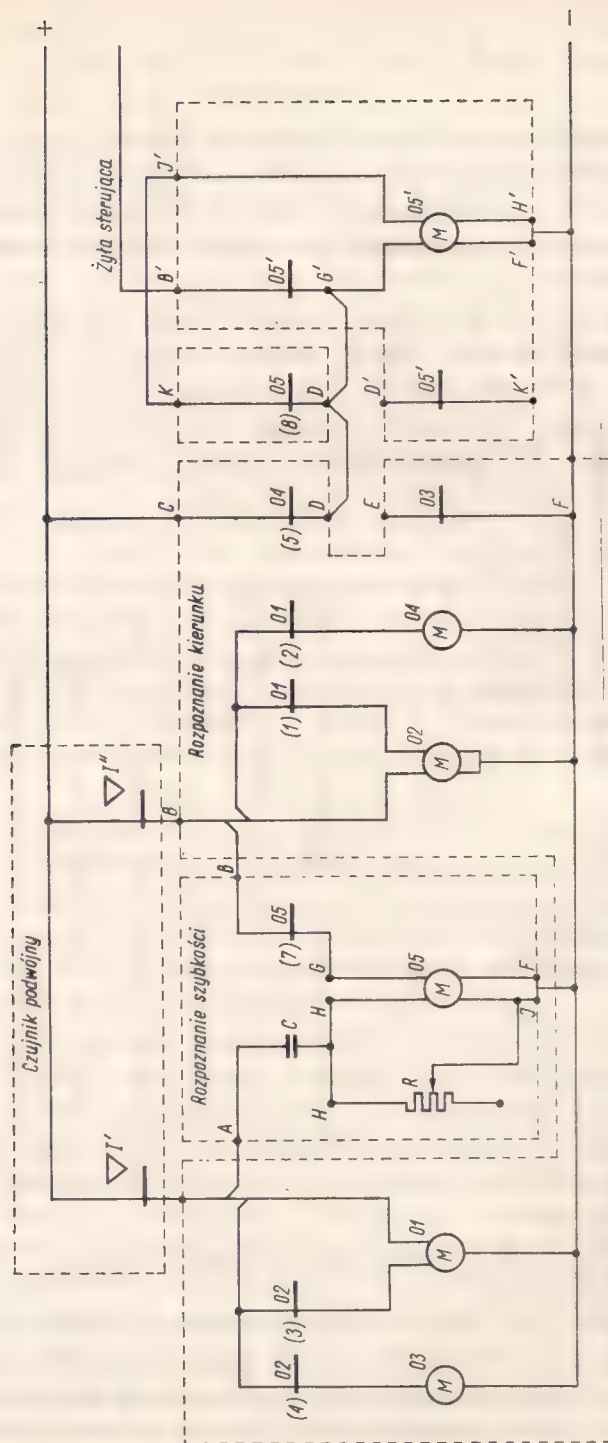 +
−
Żyła sterująca
Czujnik podwójny
I'
I"
B
C
K
B'
J'
Rozpoznanie kierunku
Rozpoznanie szybkości
A
B
02
(4)
02
(3)
03
M
01
M
C
H
H
R
J
05
(7)
G
05
M
F
01
(1)
01
(2)
02
M
04
M
04
(5)
D
E
03
F
05
(8)
D
D'
05'
K'
05'
G'
05'
M
F'
H'